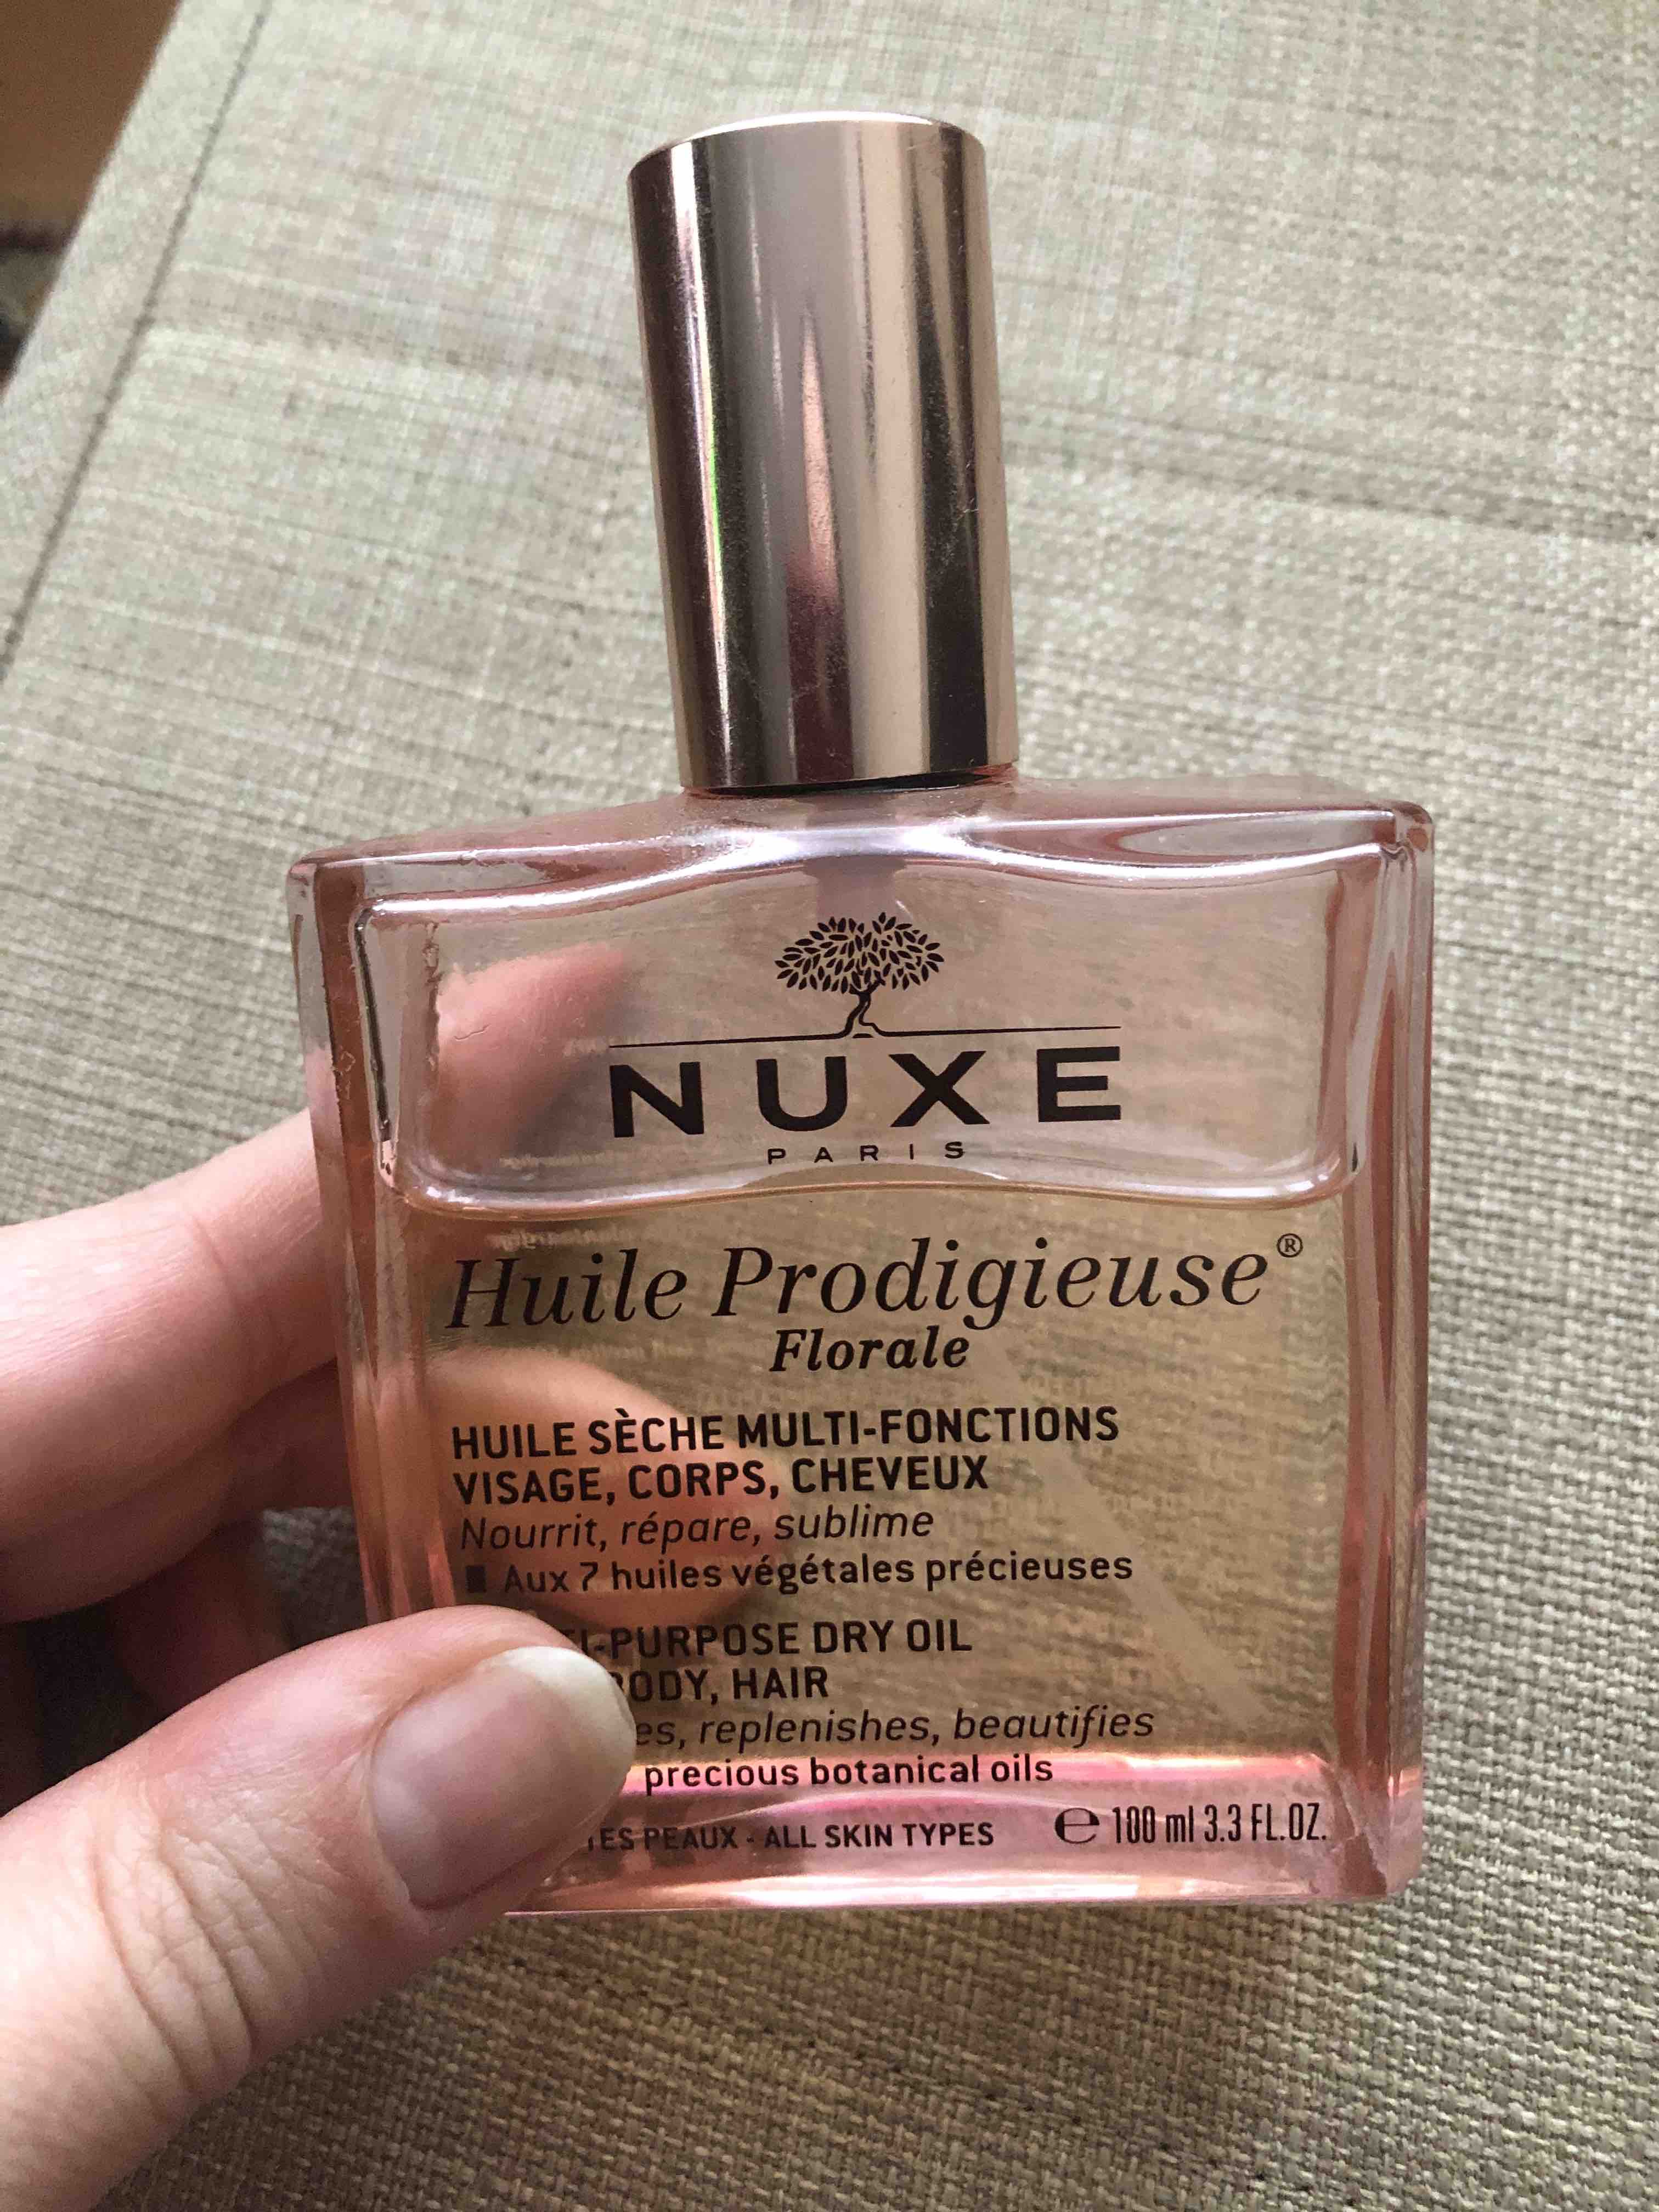 NUXE
PARIS
Huile Prodigieuse®
Florale
HUILE SÈCHE MULTI-FONCTIONS
VISAGE, CORPS, CHEVEUX
Nourrit, répare, sublime
■ Aux 7 huiles végétales précieuses
-PURPOSE DRY OIL
ODY, HAIR
es, replenishes, beautifies
precious botanical oils
TES PEAUX - ALL SKIN TYPES ℮ 100 ml 3.3 FL.OZ.